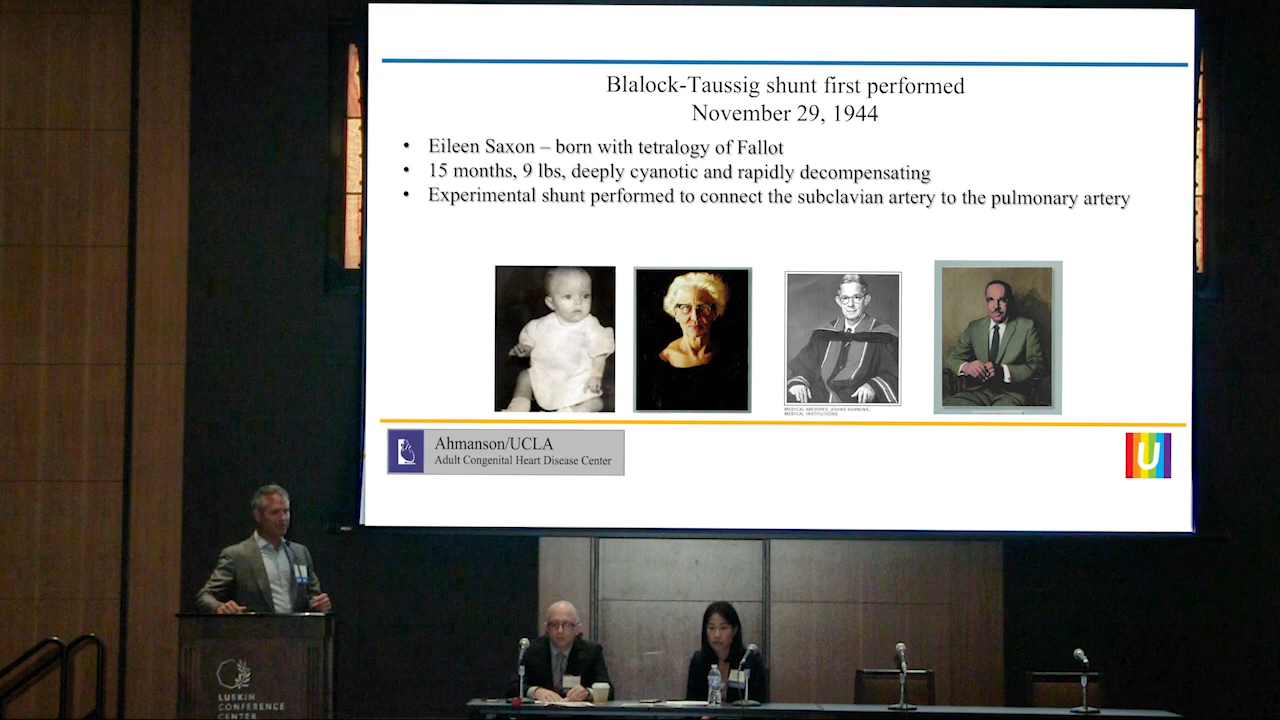 Blalock-Taussig shunt first performed
November 29, 1944
• Eileen Saxon – born with tetralogy of Fallot
• 15 months, 9 lbs, deeply cyanotic and rapidly decompensating
• Experimental shunt performed to connect the subclavian artery to the pulmonary artery
MEDICAL ARCHIVES, JOHNS HOPKINS,
MEDICAL INSTITUTIONS
Ahmanson/UCLA
Adult Congenital Heart Disease Center
U
LUSKIN
CONFERENCE
CENTER